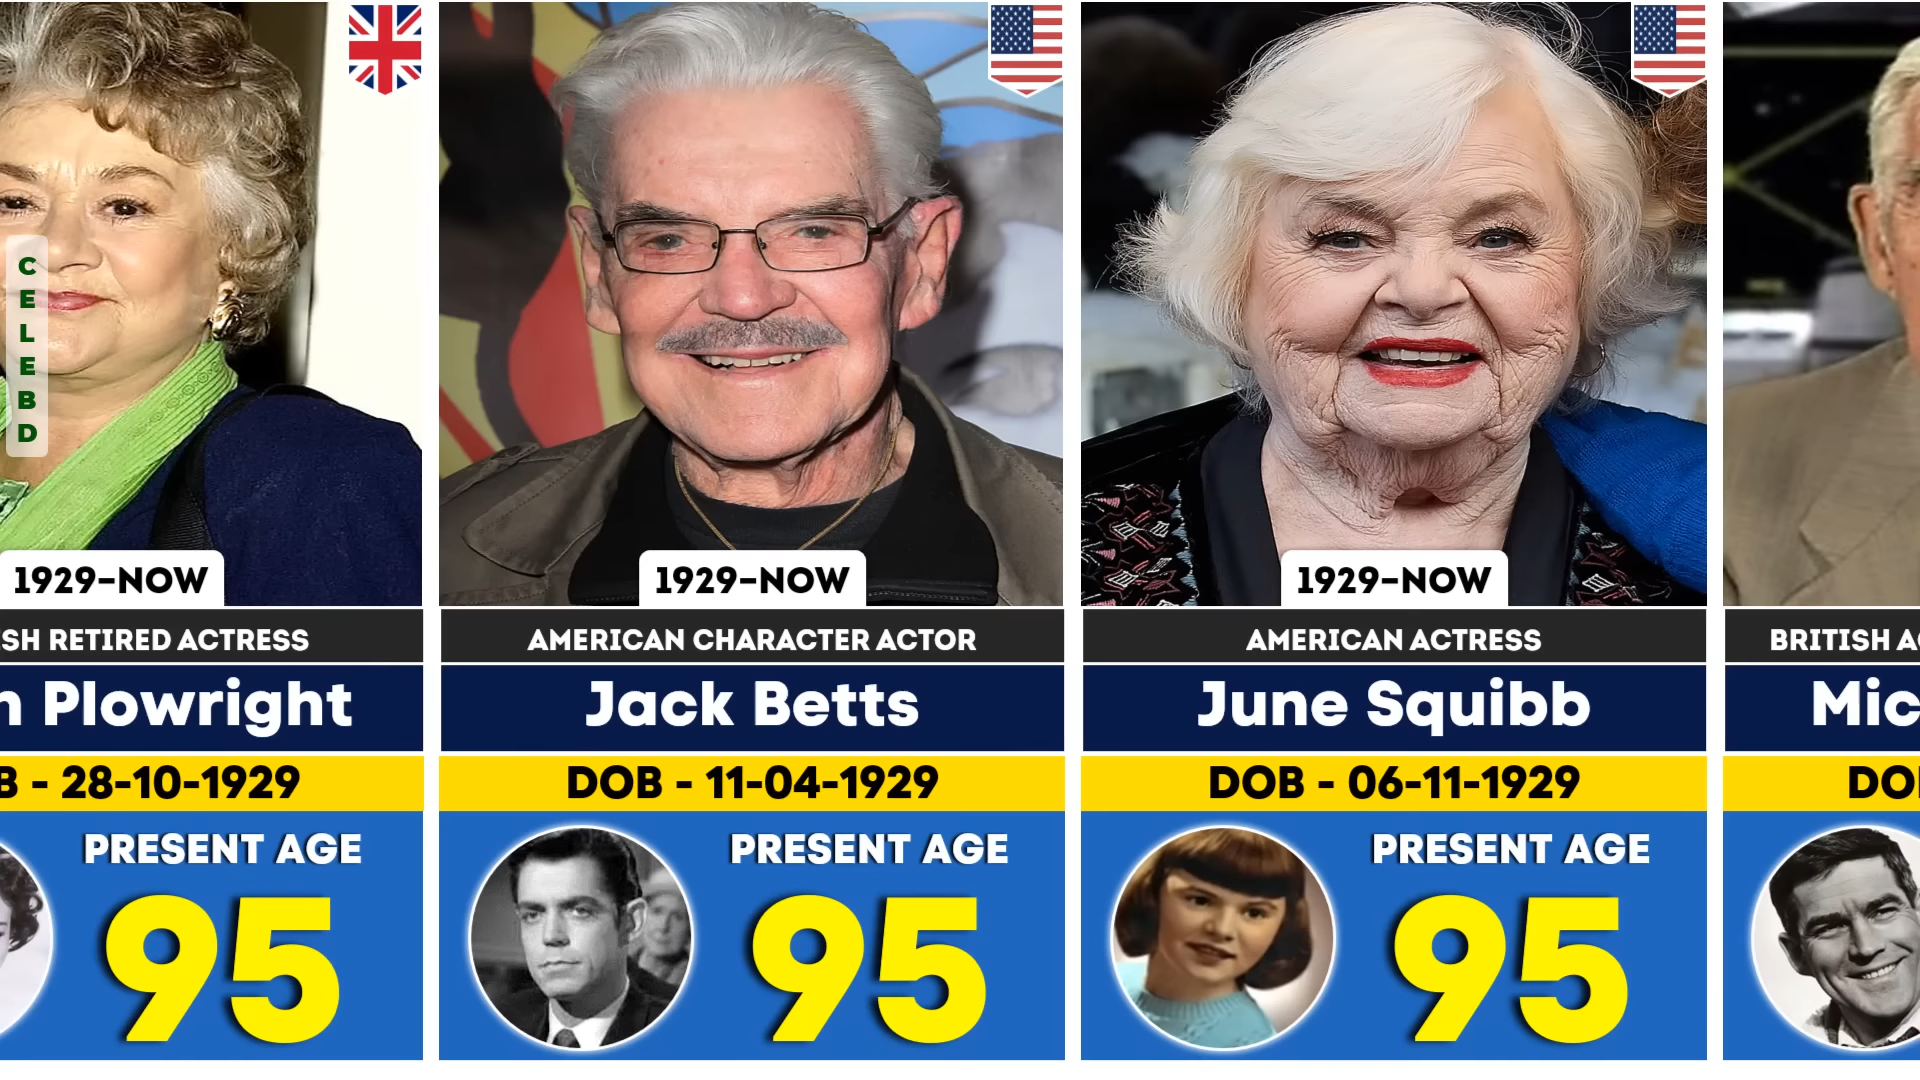 C
E
L
E
B
D
1929-NOW
SH RETIRED ACTRESS
n Plowright
B - 28-10-1929
PRESENT AGE
95
1929-NOW
AMERICAN CHARACTER ACTOR
Jack Betts
DOB - 11-04-1929
PRESENT AGE
95
1929-NOW
AMERICAN ACTRESS
June Squibb
DOB - 06-11-1929
PRESENT AGE
95
BRITISH A
Mic
DO